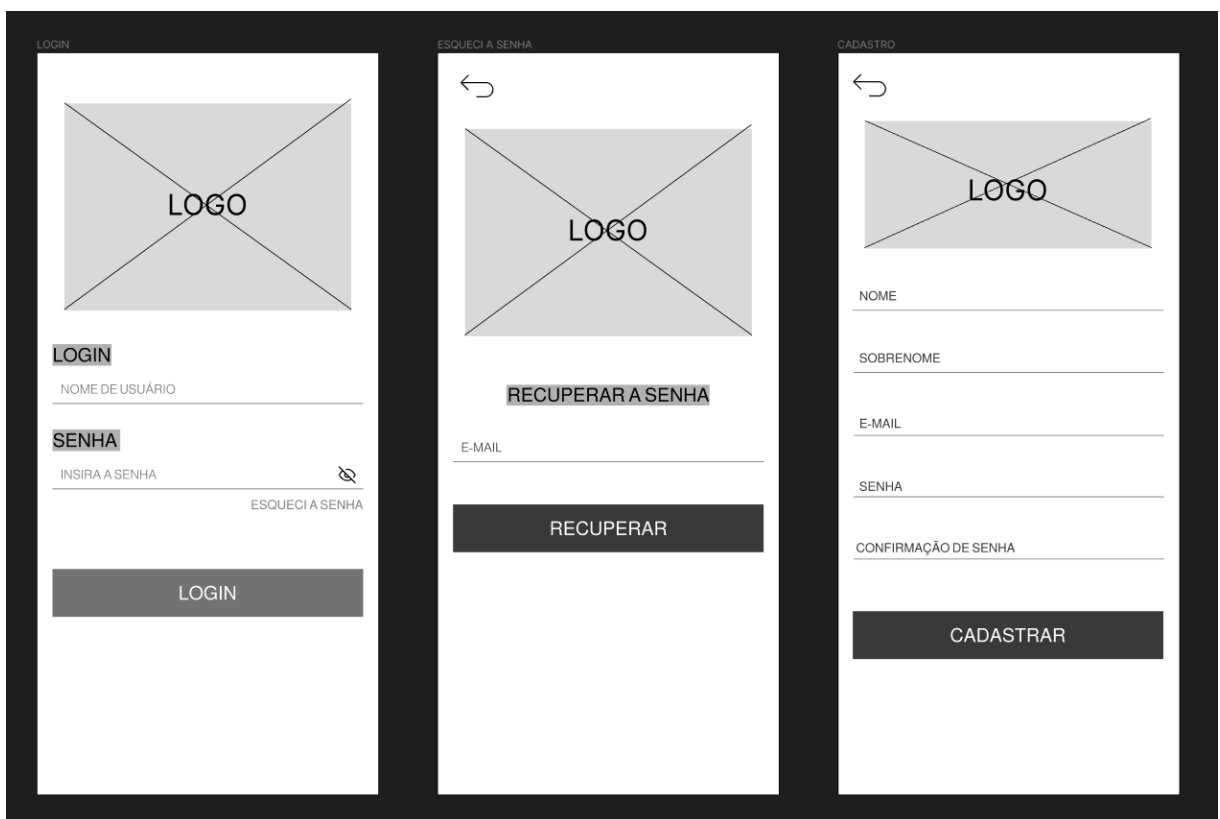 LOGIN
LOGO
LOGIN
NOME DE USUÁRIO
SENHA
INSIRA A SENHA
ESQUECI A SENHA
LOGIN
ESQUECI A SENHA
LOGO
RECUPERAR A SENHA
E-MAIL
RECUPERAR
CADASTRO
LOGO
NOME
SOBRENOME
E-MAIL
SENHA
CONFIRMAÇÃO DE SENHA
CADASTRAR